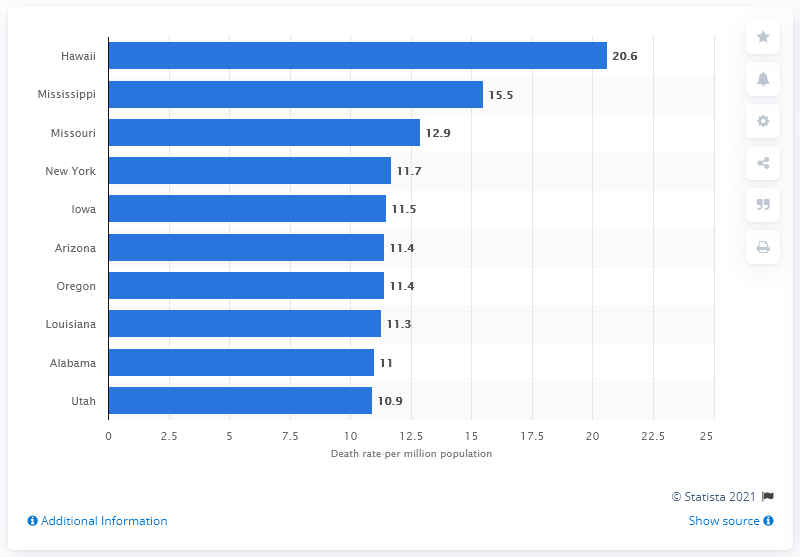 Hawaii 20.6
Mississippi 15.5
Missouri 12.9
New York 11.7
Iowa 11.5
Arizona 11.4
Oregon 11.4
Louisiana 11.3
Alabama 11
Utah 10.9
0 2.5 5 7.5 10 12.5 15 17.5 20 22.5 25
Death rate per million population
© Statista 2021
Additional Information Show source